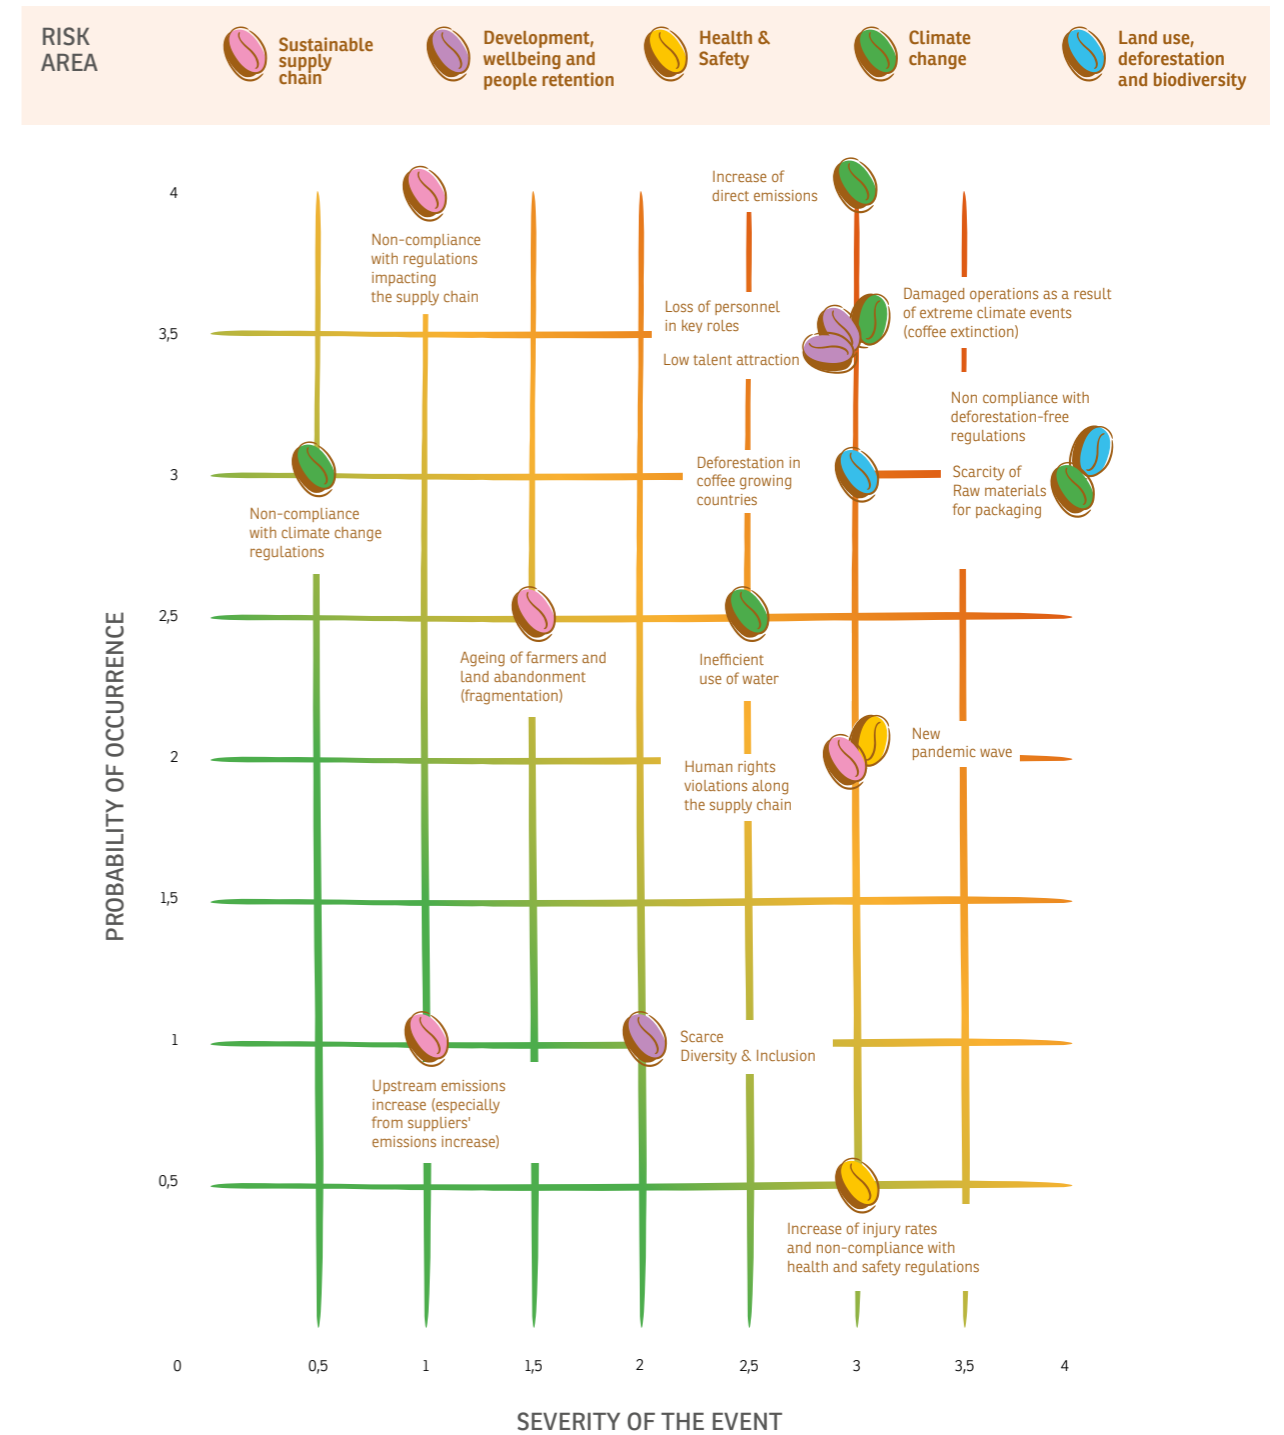 RISK
AREA
Sustainable
supply
chain
Development,
wellbeing and
people retention
Health &
Safety
Climate
change
Land use,
deforestation
and biodiversity
4
Increase of
direct emissions
Non-compliance
with regulations
impacting
the supply chain
Loss of personnel
in key roles
Damaged operations as a result
of extreme climate events
(coffee extinction)
3,5
Low talent attraction
Non compliance with
deforestation-free
regulations
3
Deforestation in
coffee growing
countries
Scarcity of
Raw materials
for packaging
Non-compliance
with climate change
regulations
2,5
Ageing of farmers and
land abandonment
(fragmentation)
Inefficient
use of water
PROBABILITY OF OCCURRENCE
2
New
pandemic wave
Human rights
violations along
the supply chain
1,5
1
Scarce
Diversity & Inclusion
Upstream emissions
increase (especially
from suppliers'
emissions increase)
0,5
Increase of injury rates
and non-compliance with
health and safety regulations
0
0,5
1
1,5
2
2,5
3
3,5
4
SEVERITY OF THE EVENT